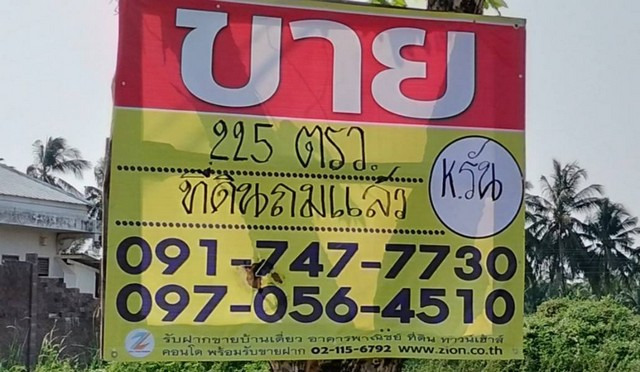 ขาย
225 ตรว.
ที่ดินถมแล้ว
K.รัน
091-747-7730
097-056-4510
รับฝากขายบ้านเดี่ยว อาคารพาณิชย์ ที่ดิน ทาวน์เฮ้าส์
คอนโด พร้อมรับขายฝาก 02-115-6792 www.zion.co.th